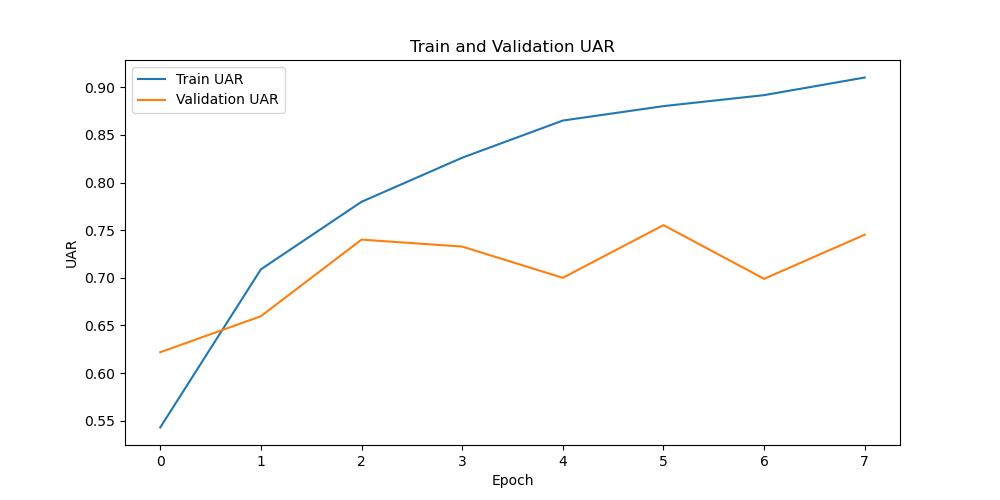 Train and Validation UAR
Train UAR
Validation UAR
0.90
0.85
0.80
0.75
0.70
0.65
0.60
0.55
UAR
0 1 2 3 4 5 6 7
Epoch